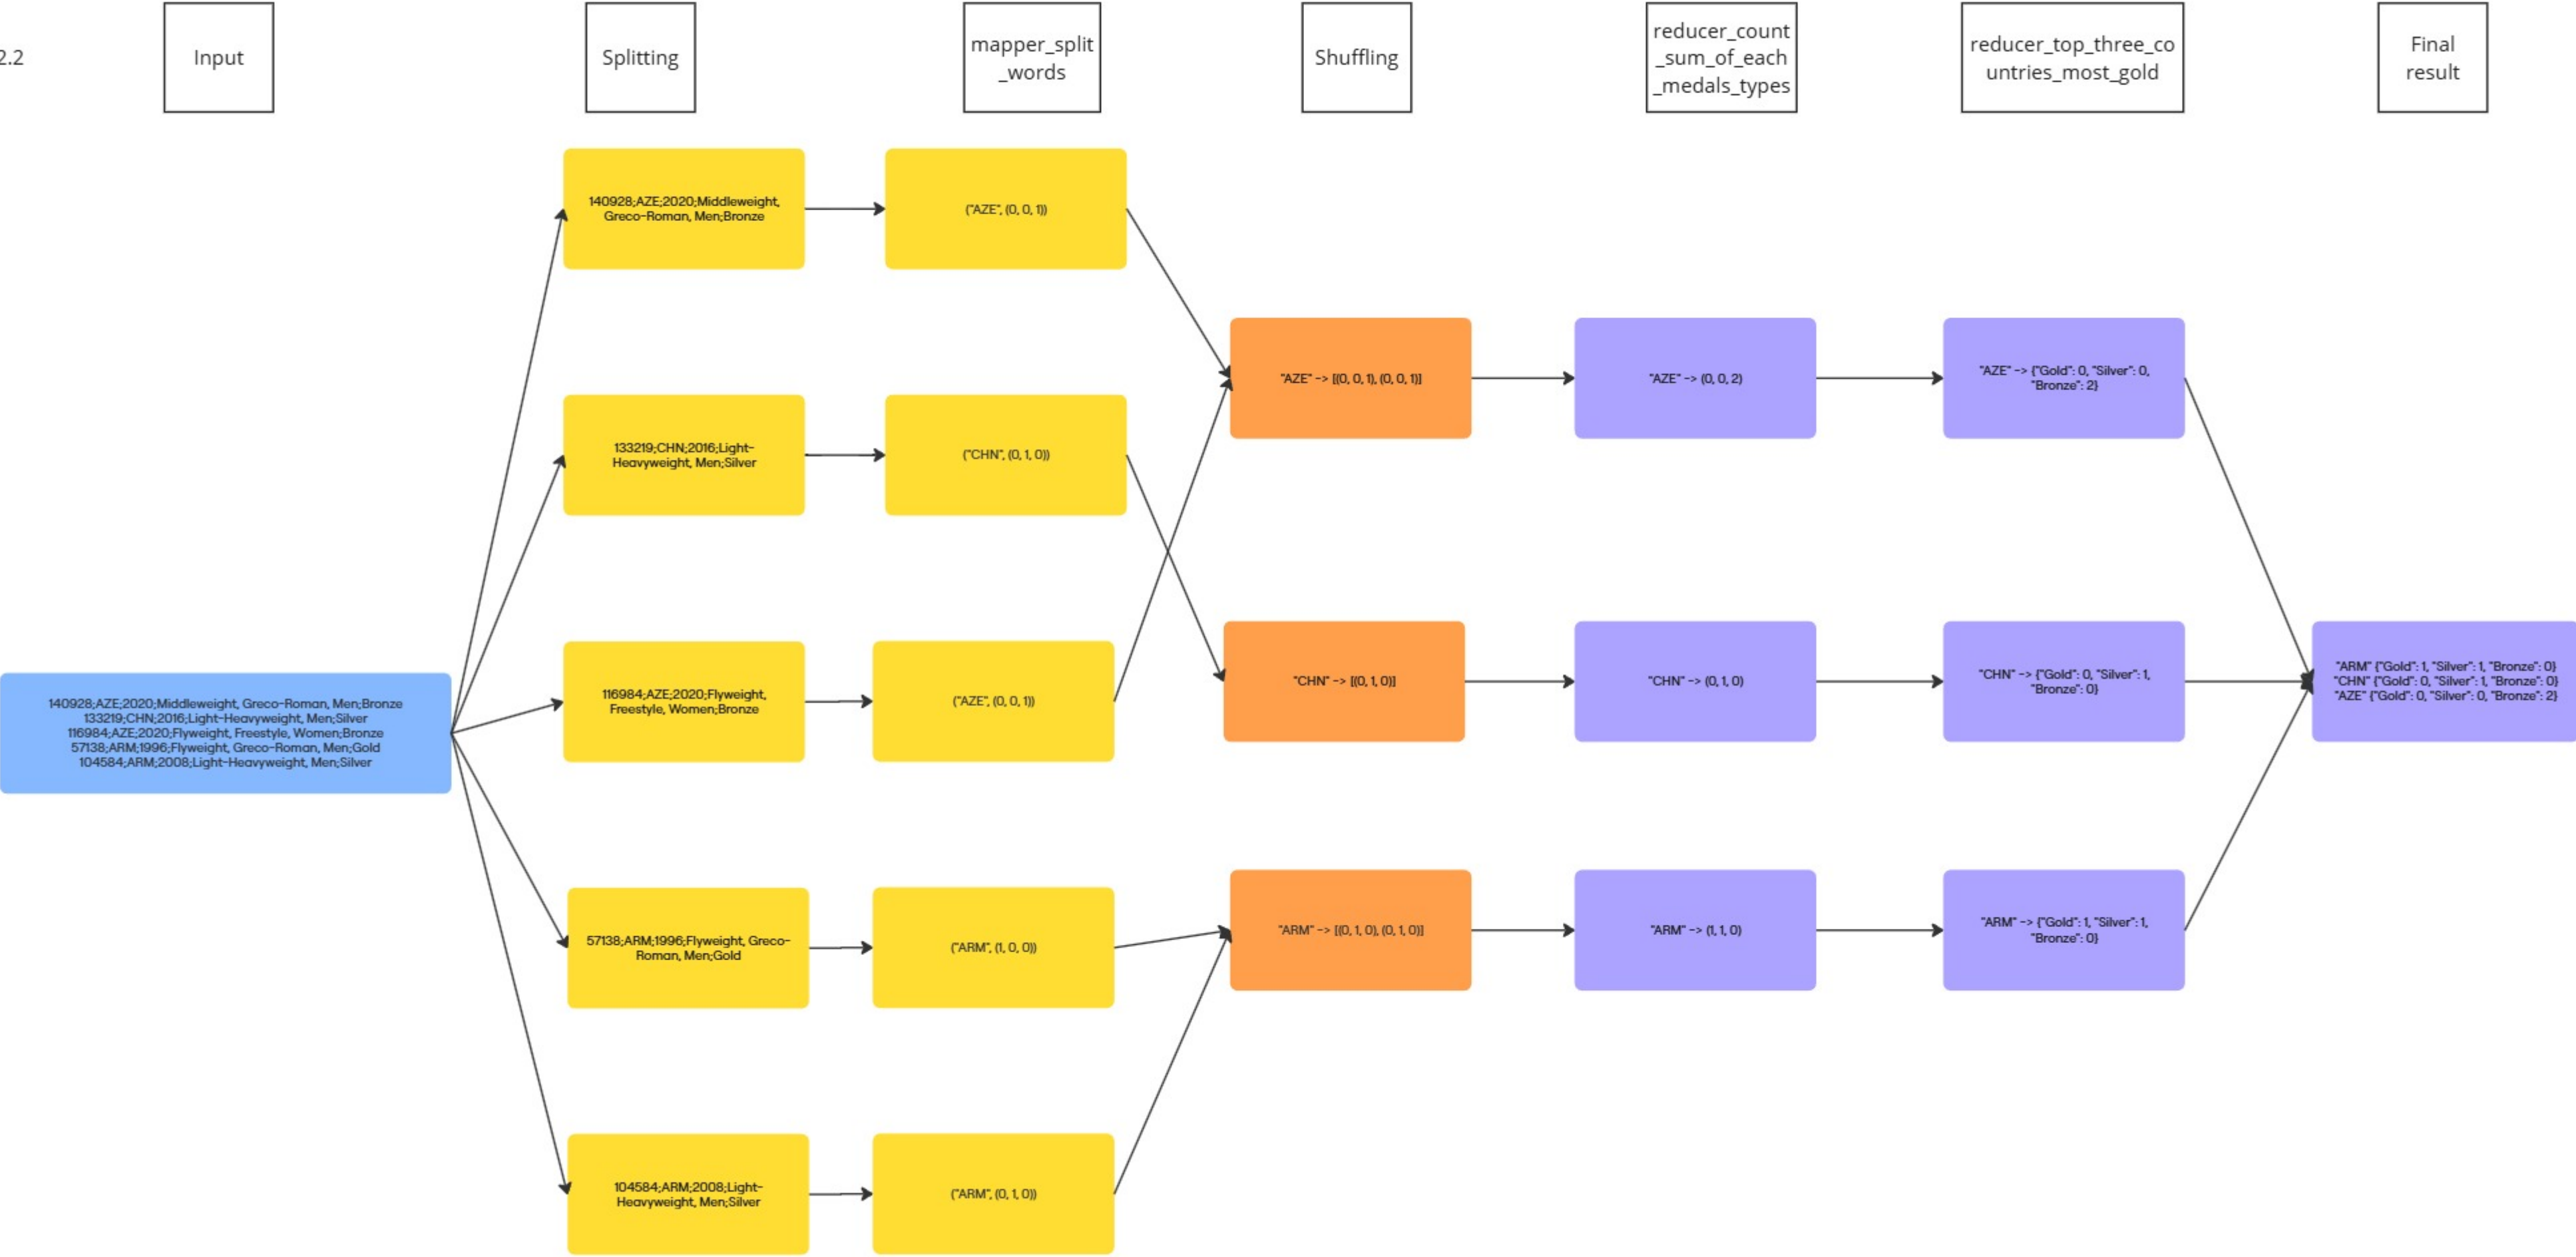 2.2
Input
Splitting
mapper_split
_words
Shuffling
reducer_count
_sum_of_each
_medals_types
reducer_top_three_co
untries_most_gold
Final
result
140928;AZE;2020;Middleweight, Greco-Roman, Men;Bronze
133219;CHN;2016;Light-Heavyweight, Men;Silver
116984;AZE;2020;Flyweight, Freestyle, Women;Bronze
57138;ARM;1996;Flyweight, Greco-Roman, Men;Gold
104584;ARM;2008;Light-Heavyweight, Men;Silver
140928;AZE;2020;Middleweight,
Greco-Roman, Men;Bronze
133219;CHN;2016;Light-
Heavyweight, Men;Silver
116984;AZE;2020;Flyweight,
Freestyle, Women;Bronze
57138;ARM;1996;Flyweight, Greco-
Roman, Men;Gold
104584;ARM;2008;Light-
Heavyweight, Men;Silver
("AZE", (0, 0, 1))
("CHN", (0, 1, 0))
("AZE", (0, 0, 1))
("ARM", (1, 0, 0))
("ARM", (0, 1, 0))
"AZE" -> [(0, 0, 1), (0, 0, 1)]
"CHN" -> [(0, 1, 0)]
"ARM" -> [(0, 1, 0), (0, 1, 0)]
"AZE" -> (0, 0, 2)
"CHN" -> (0, 1, 0)
"ARM" -> (1, 1, 0)
"AZE" -> {"Gold": 0, "Silver": 0,
"Bronze": 2}
"CHN" -> {"Gold": 0, "Silver": 1,
"Bronze": 0}
"ARM" -> {"Gold": 1, "Silver": 1,
"Bronze": 0}
"ARM" {"Gold": 1, "Silver": 1, "Bronze": 0}
"CHN" {"Gold": 0, "Silver": 1, "Bronze": 0}
"AZE" {"Gold": 0, "Silver": 0, "Bronze": 2}